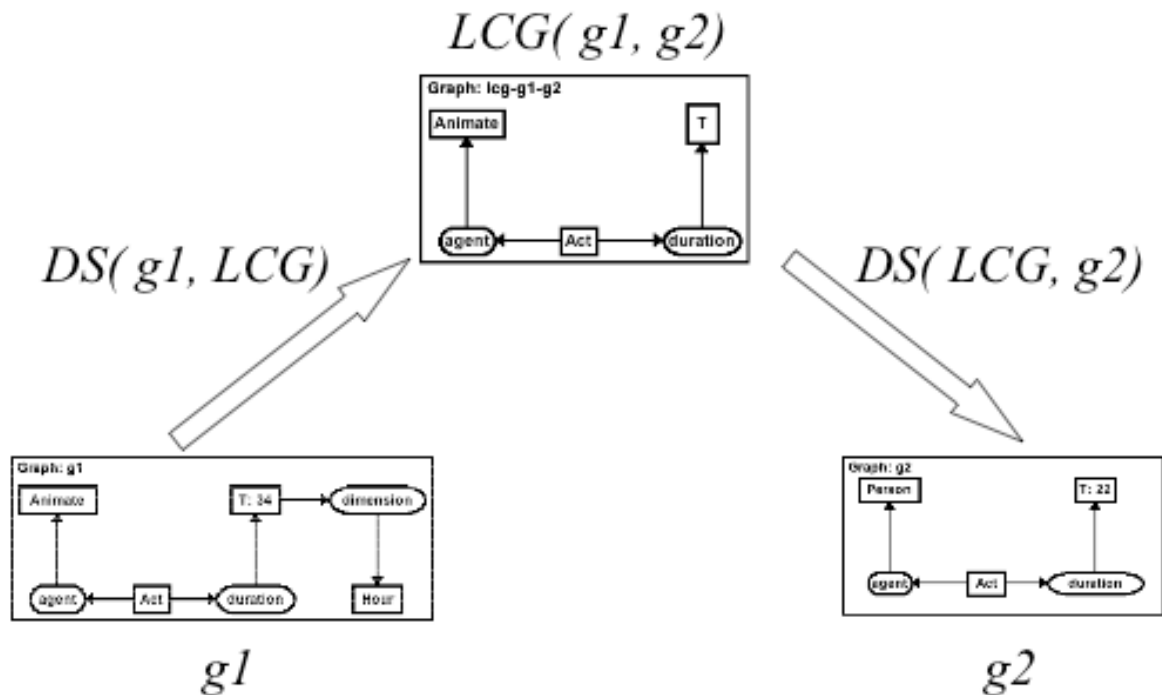 LCG( g1, g2)
Graph: lcg-g1-g2
Animate
T
agent
Act
duration
DS( g1, LCG)
DS( LCG, g2)
Graph: g1
Animate
T: 34
dimension
agent
Act
duration
Hour
g1
Graph: g2
Person
T: 22
agent
Act
duration
g2